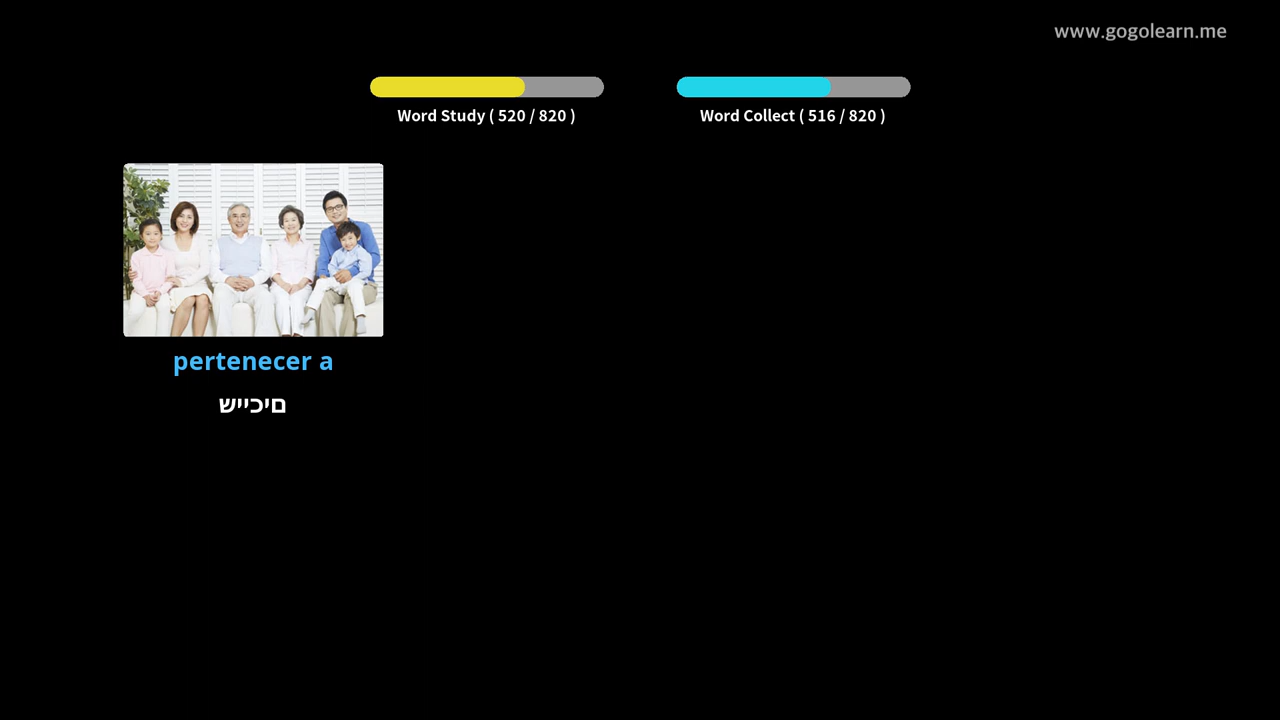 www.gogolearn.me
Word Study ( 520 / 820 )
Word Collect ( 516 / 820 )
pertenecer a
םיכייש